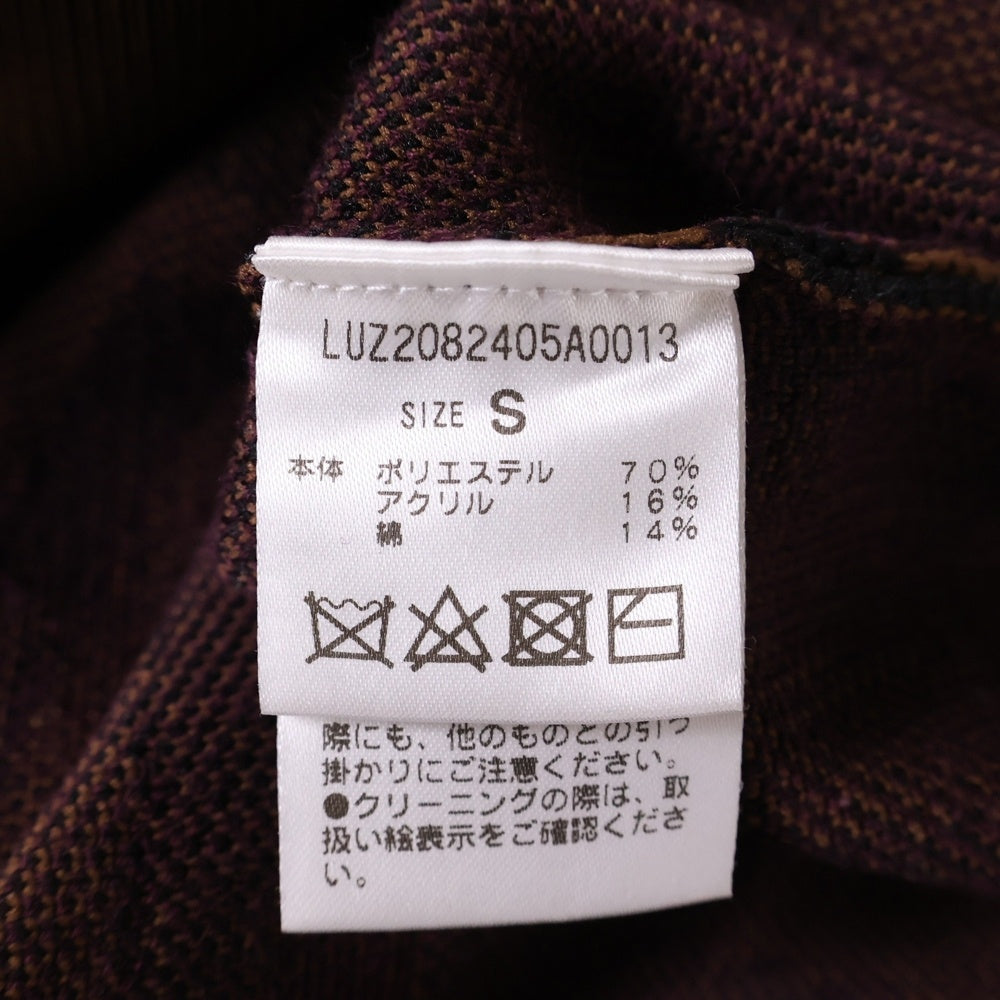 LUZ2082405A0013
SIZE S
本体 ポリエステル 70%
アクリル 16%
綿 14%
際にも、他のものとの引っ
掛かりにご注意ください。
●クリーニングの際は、取
扱い絵表示をご確認くださ
い。